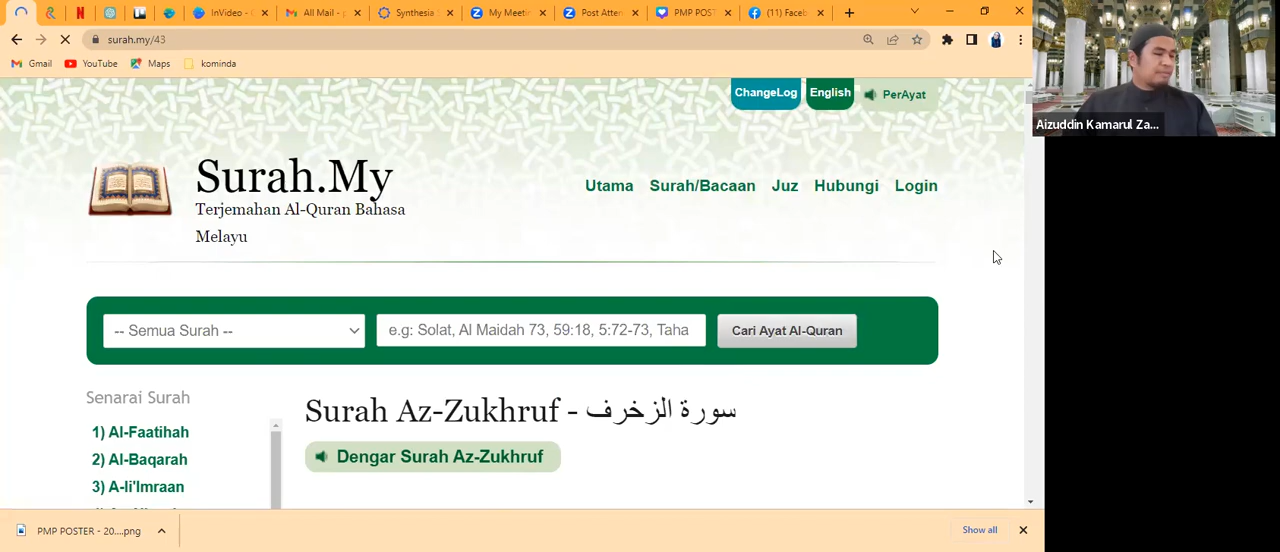 InVideo - C
All Mail - p
Synthesia S
My Meeti
Post Atten
PMP POST
(11) Faceb
surah.my/43
Gmail YouTube Maps kominda
ChangeLog English PerAyat
Surah.My
Terjemahan Al-Quran Bahasa
Melayu
Utama Surah/Bacaan Juz Hubungi Login
-- Semua Surah -- e.g: Solat, Al Maidah 73, 59:18, 5:72-73, Taha Cari Ayat Al-Quran
Senarai Surah
1) Al-Faatihah
2) Al-Baqarah
3) A-li'Imraan
Surah Az-Zukhruf - سورة الزخرف
Dengar Surah Az-Zukhruf
PMP POSTER - 20....png
Show all
Aizuddin Kamarul Za...